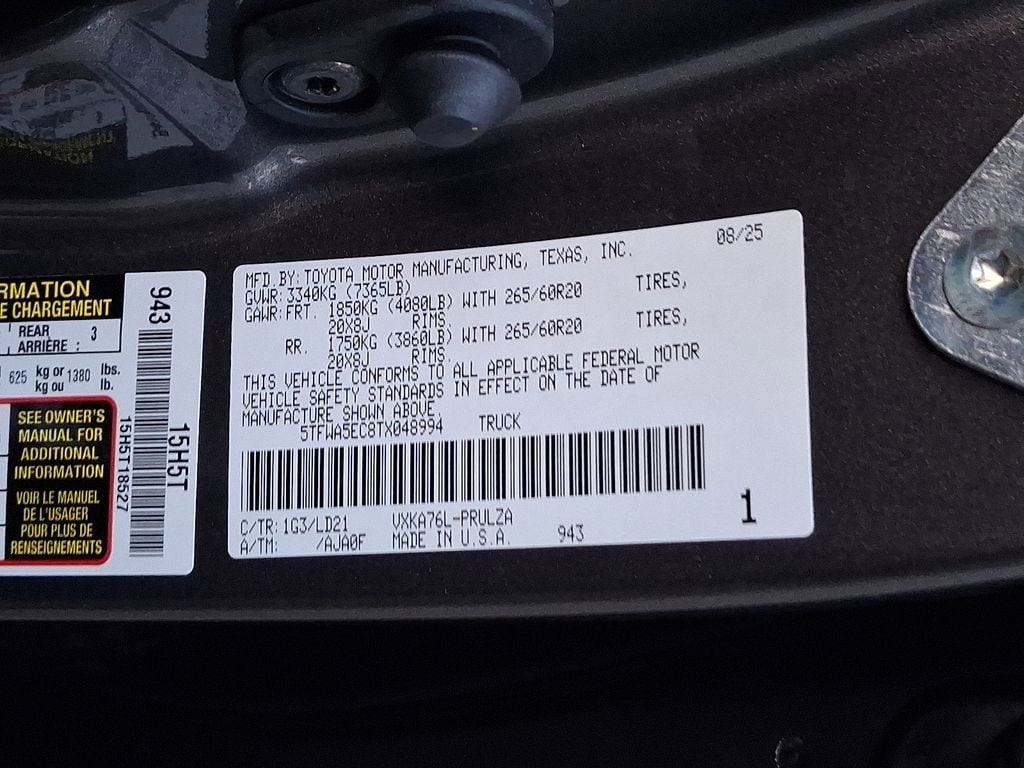 RMATION
E CHARGEMENT
REAR 3
ARRIÈRE :
625 kg or 1380 lbs.
kg ou lb.
SEE OWNER'S
MANUAL FOR
ADDITIONAL
INFORMATION
VOIR LE MANUEL
DE L'USAGER
POUR PLUS DE
RENSEIGNEMENTS
943
15H5T18527
15H5T
MFD.BY:TOYOTA MOTOR MANUFACTURING, TEXAS, INC. 08/25
GVWR:3340KG (7365LB)
GAWR:FRT. 1850KG (4080LB) WITH 265/60R20 TIRES,
20X8J RIMS.
RR. 1750KG (3860LB) WITH 265/60R20 TIRES,
20X8J RIMS.
THIS VEHICLE CONFORMS TO ALL APPLICABLE FEDERAL MOTOR
VEHICLE SAFETY STANDARDS IN EFFECT ON THE DATE OF
MANUFACTURE SHOWN ABOVE.
5TFWA5EC8TX048994 TRUCK
C/TR:1G3/LD21 VXKA76L-PRULZA
A/TM: /AJA0F MADE IN U.S.A. 943
1